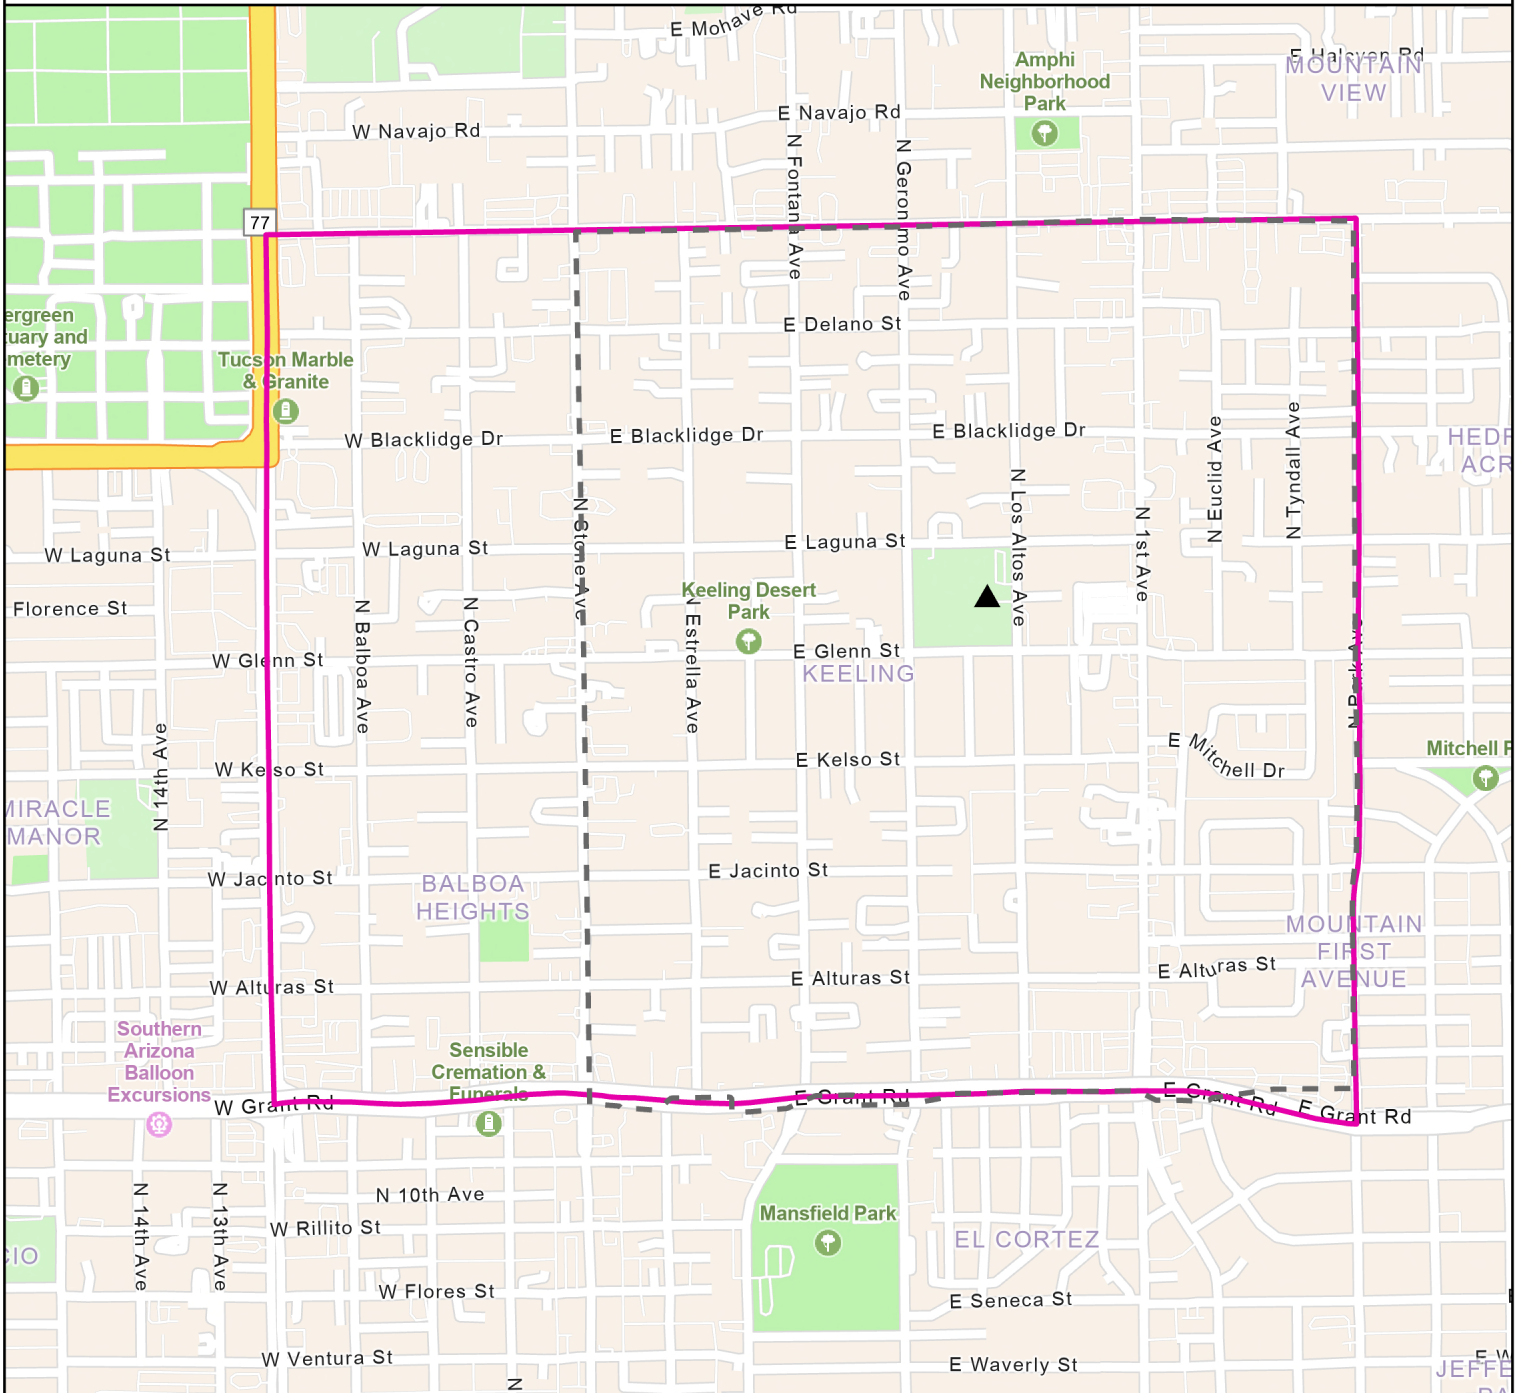 E Mohave Rd
E Halcyon Rd
MOUNTAIN
VIEW
Amphi
Neighborhood
Park
E Navajo Rd
W Navajo Rd
N Fontana Ave
N Geronimo Ave
77
ergreen
tuary and
metery
E Delano St
Tucson Marble
& Granite
W Blacklidge Dr
E Blacklidge Dr
E Blacklidge Dr
N Euclid Ave
N Tyndall Ave
HEDR
ACR
N Stone Ave
N Los Altos Ave
N 1st Ave
W Laguna St
W Laguna St
E Laguna St
Florence St
Keeling Desert
Park
N Balboa Ave
N Castro Ave
N Estrella Ave
W Glenn St
E Glenn St
KEELING
N Park Ave
N 14th Ave
W Kelso St
E Kelso St
E Mitchell Dr
Mitchell P
MIRACLE
MANOR
W Jacinto St
E Jacinto St
BALBOA
HEIGHTS
MOUNTAIN
FIRST
AVENUE
W Alturas St
E Alturas St
E Alturas St
Southern
Arizona
Balloon
Excursions
Sensible
Cremation &
Funerals
W Grant Rd
E Grant Rd
E Grant Rd
E Grant Rd
N 14th Ave
N 13th Ave
N 10th Ave
W Rillito St
Mansfield Park
EL CORTEZ
CIO
W Flores St
E Seneca St
W Ventura St
E Waverly St
E W
JEFFE
PA
N